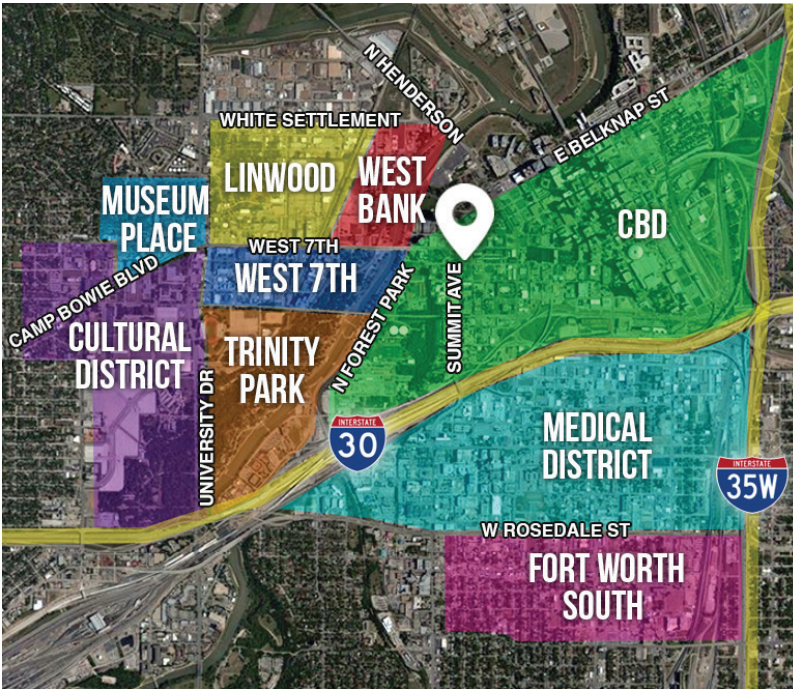 N HENDERSON
WHITE SETTLEMENT
E BELKNAP ST
LINWOOD
WEST
BANK
MUSEUM
PLACE
CBD
WEST 7TH
WEST 7TH
CAMP BOWIE BLVD
SUMMIT AVE
N FOREST PARK
CULTURAL
DISTRICT
TRINITY
PARK
UNIVERSITY DR
INTERSTATE
30
MEDICAL
DISTRICT
INTERSTATE
35W
W ROSEDALE ST
FORT WORTH
SOUTH